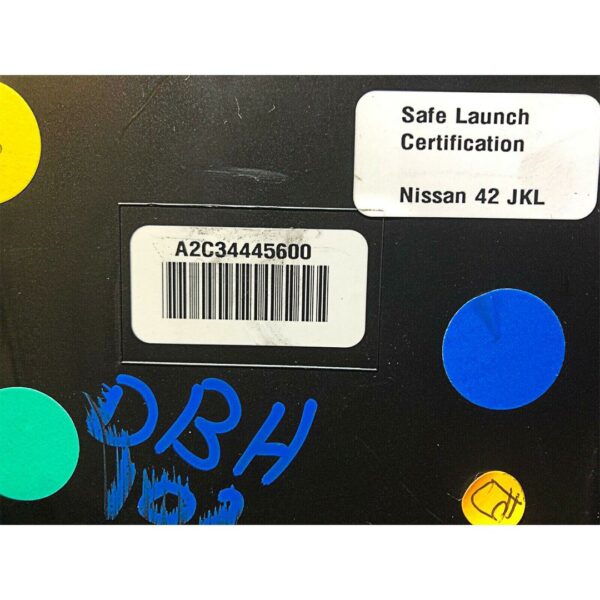 Safe Launch
Certification
Nissan 42 JKL
A2C34445600
DBH